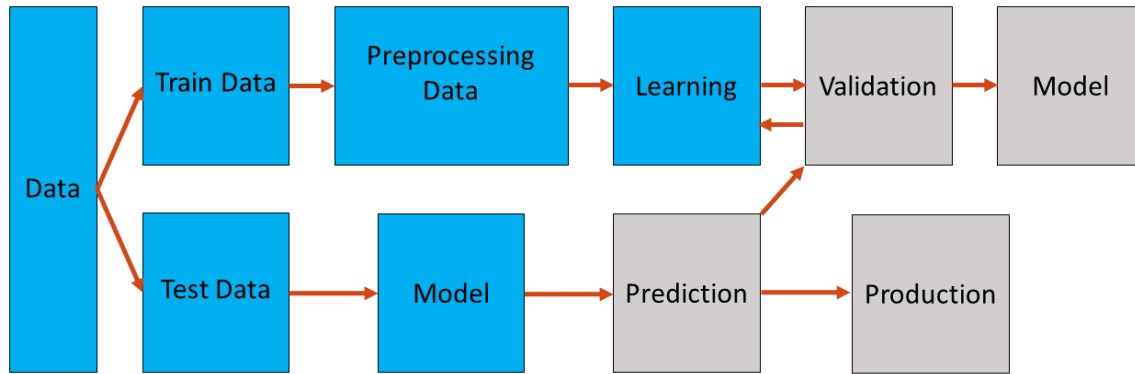 Data
Train Data
Preprocessing
Data
Learning
Validation
Model
Test Data
Model
Prediction
Production